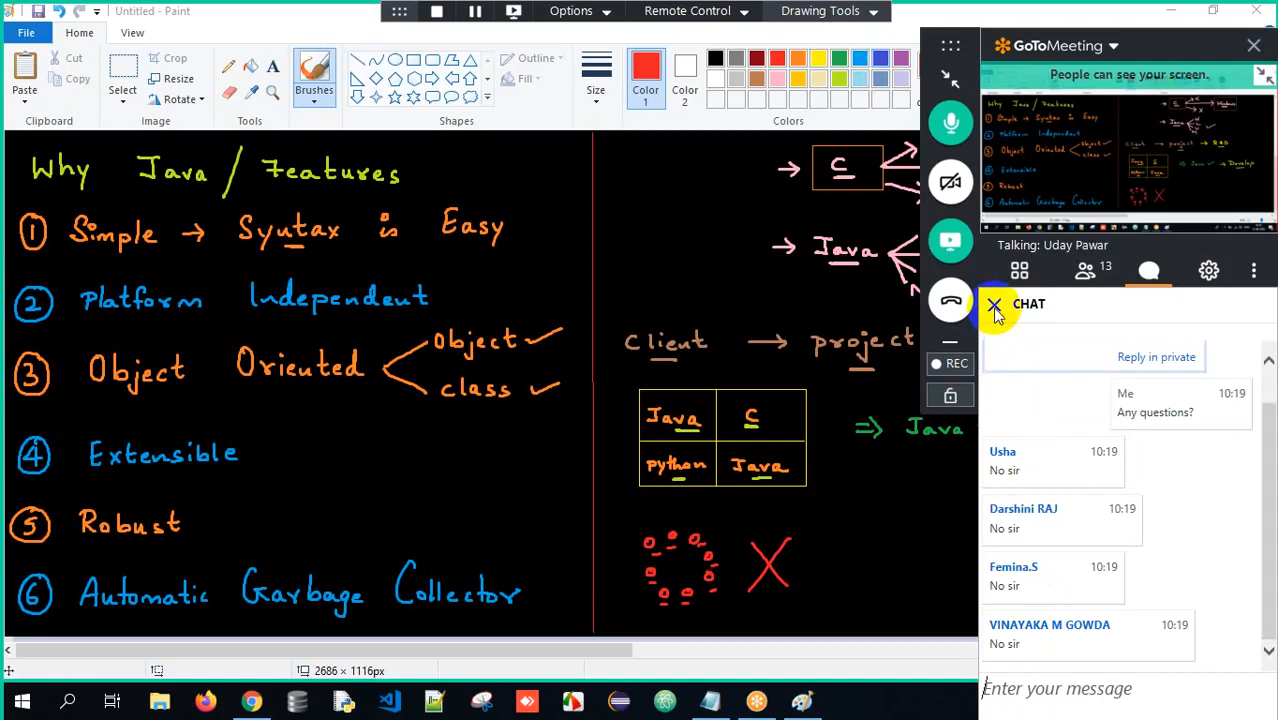 Untitled - Paint
Options
Remote Control
Drawing Tools
File
Home
View
Paste
Cut
Copy
Clipboard
Select
Crop
Resize
Rotate
Image
Tools
Brushes
Shapes
Outline
Fill
Size
Color 1
Color 2
Colors
GoToMeeting
People can see your screen.
Talking: Uday Pawar
13
CHAT
REC
Reply in private
Me 10:19
Any questions?
Usha 10:19
No sir
Darshini RAJ 10:19
No sir
Femina.S 10:19
No sir
VINAYAKA M GOWDA 10:19
No sir
Enter your message
Why Java / Features
① Simple → Syntax is Easy
② Platform Independent
③ Object Oriented
Object ✓
class ✓
④ Extensible
⑤ Robust
⑥ Automatic Garbage Collector
→ C
→ Java
Client → project
Java C
python Java
⇒ Java
X
2686 × 1116px